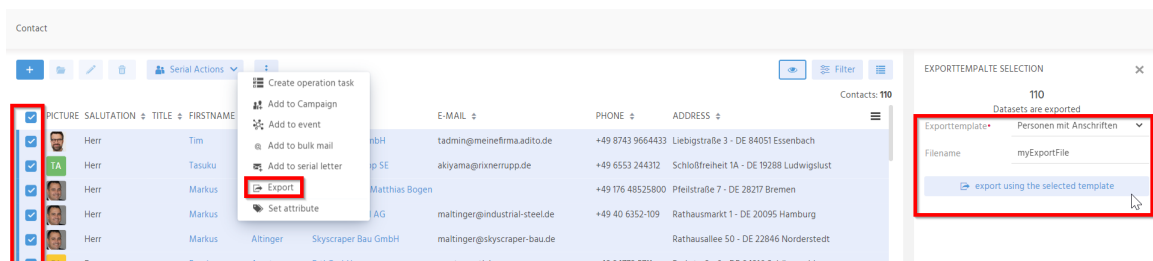 Contact
Serial Actions
Filter
Contacts: 110
PICTURE SALUTATION TITLE FIRSTNAME E-MAIL PHONE ADDRESS
Herr Tim nbH tadmin@meinefirma.adito.de +49 8743 9664433 Liebigstraße 3 - DE 84051 Essenbach
TA Herr Tasuku pp SE akiyama@rixnerrupp.de +49 6553 244312 Schloßfreiheit 1A - DE 19288 Ludwigslust
Herr Markus Matthias Bogen +49 176 48525800 Pfeilstraße 7 - DE 28217 Bremen
Herr Markus AG maltinger@industrial-steel.de +49 40 6352-109 Rathausmarkt 1 - DE 20095 Hamburg
Herr Markus Altinger Skyscraper Bau GmbH maltinger@skyscraper-bau.de Rathausallee 50 - DE 22846 Norderstedt
Create operation task
Add to Campaign
Add to event
Add to bulk mail
Add to serial letter
Export
Set attribute
EXPORTTEMPALTE SELECTION
110
Datasets are exported
Exporttemplate• Personen mit Anschriften
Filename myExportFile
export using the selected template